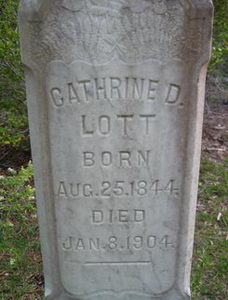 CATHRINE D.
LOTT
BORN
AUG. 25. 1844.
DIED
JAN. 8. 1904.